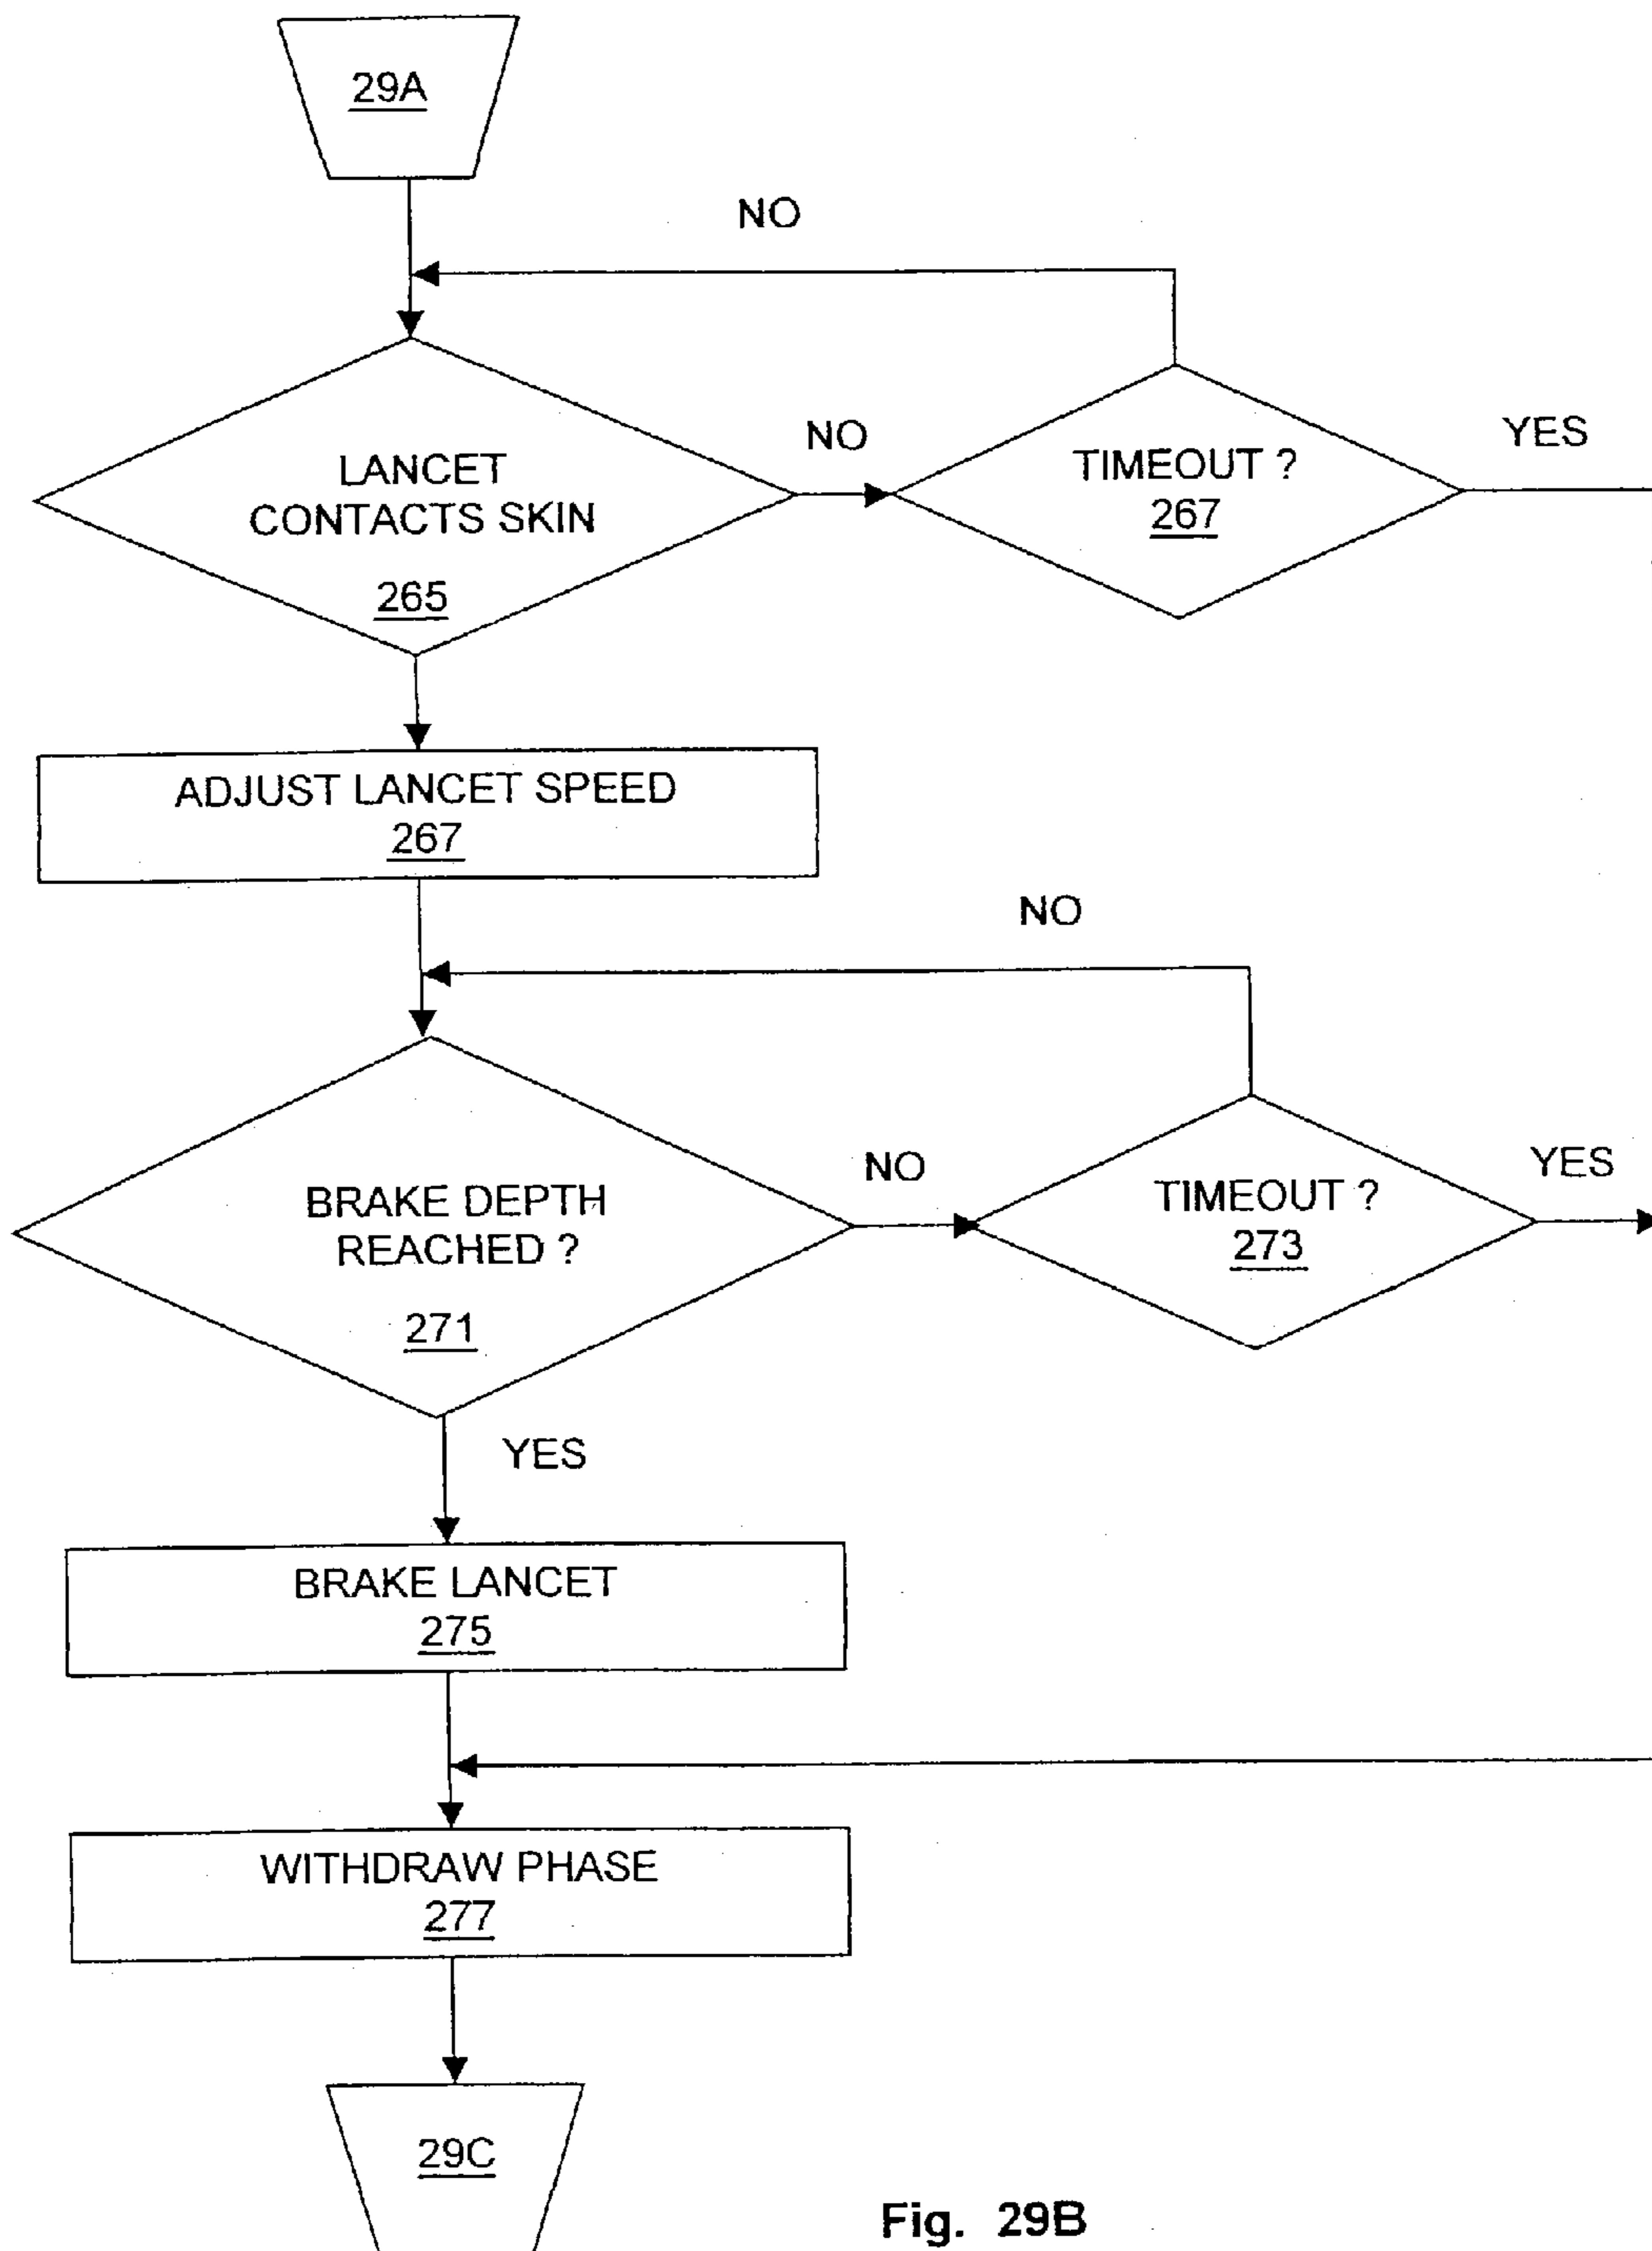 29A
NO
LANCET
CONTACTS SKIN
265
NO
TIMEOUT ?
267
YES
ADJUST LANCET SPEED
267
NO
BRAKE DEPTH
REACHED ?
271
NO
TIMEOUT ?
273
YES
YES
BRAKE LANCET
275
WITHDRAW PHASE
277
29C
Fig. 29B